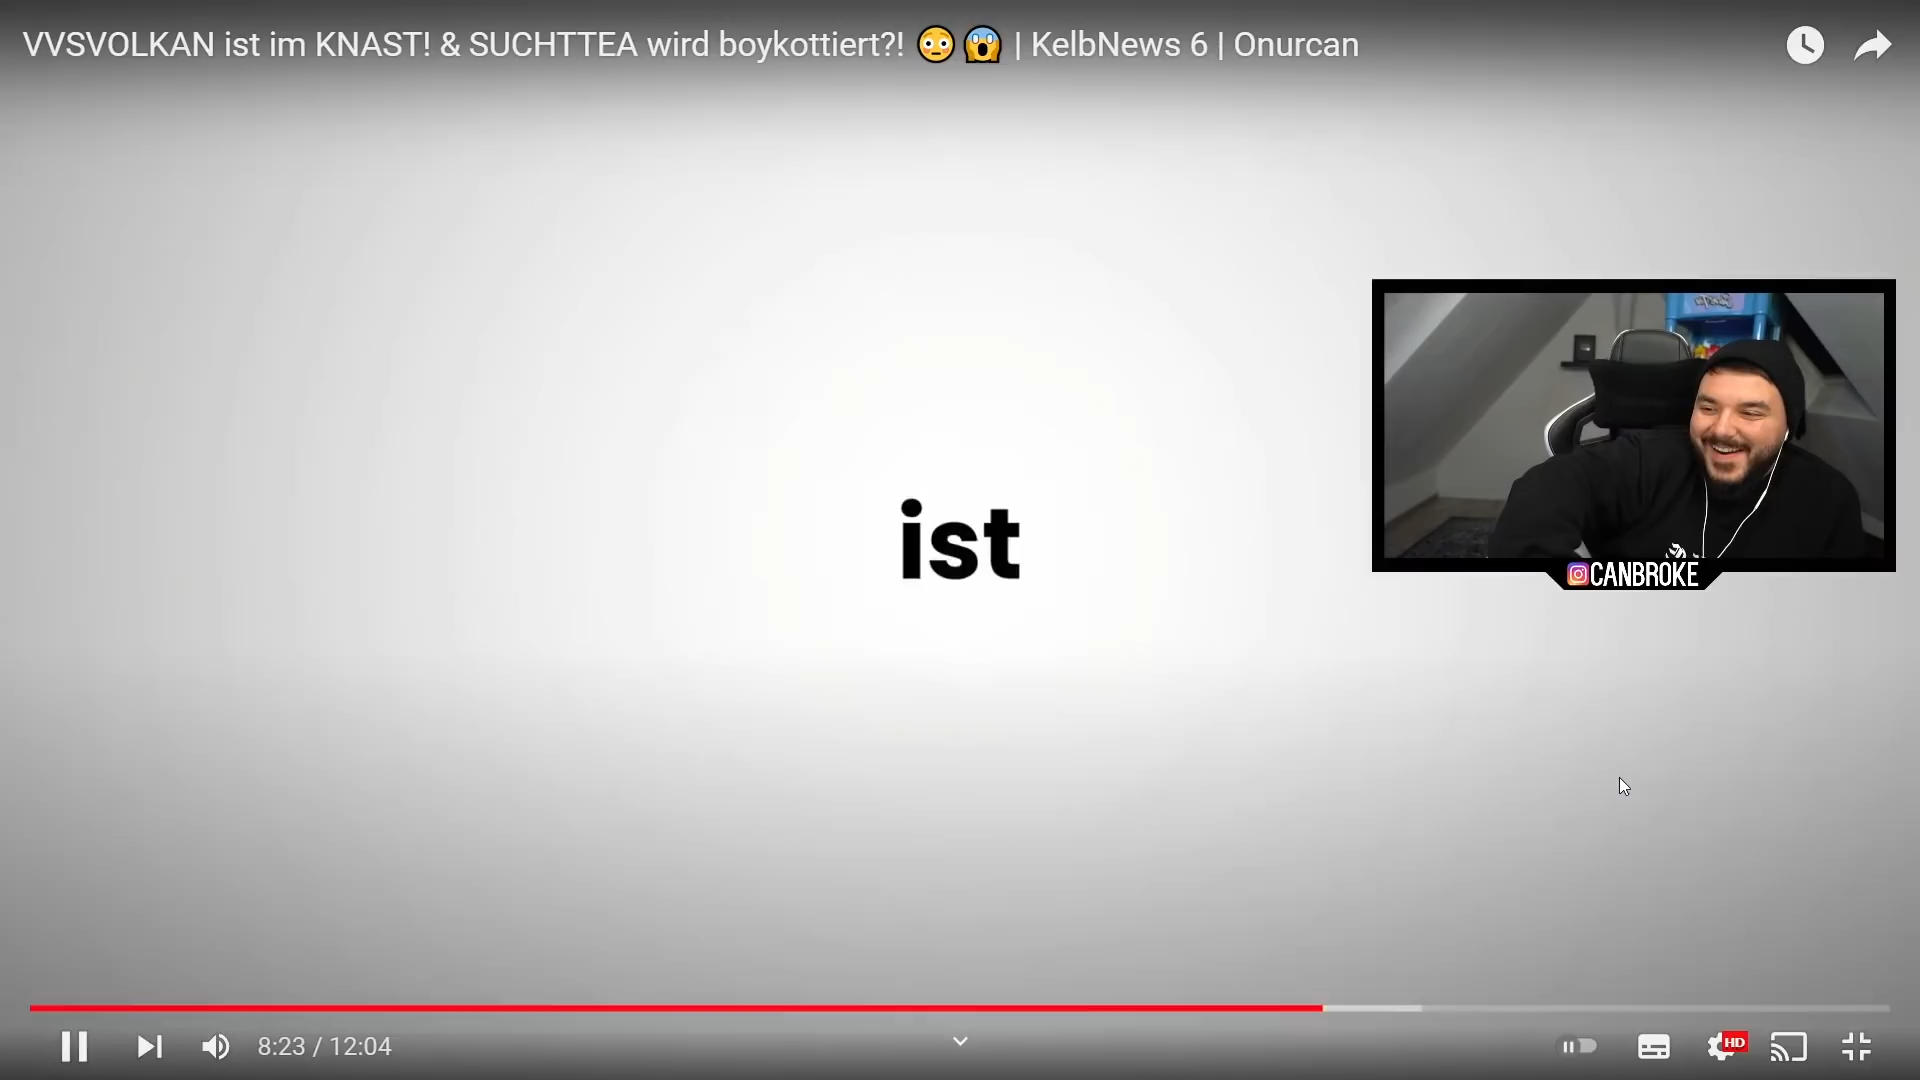 VVSVOLKAN ist im KNAST! & SUCHTTEA wird boykottiert?! 😳😱 | KelbNews 6 | Onurcan
ist
CANBROKE
8:23 / 12:04
HD